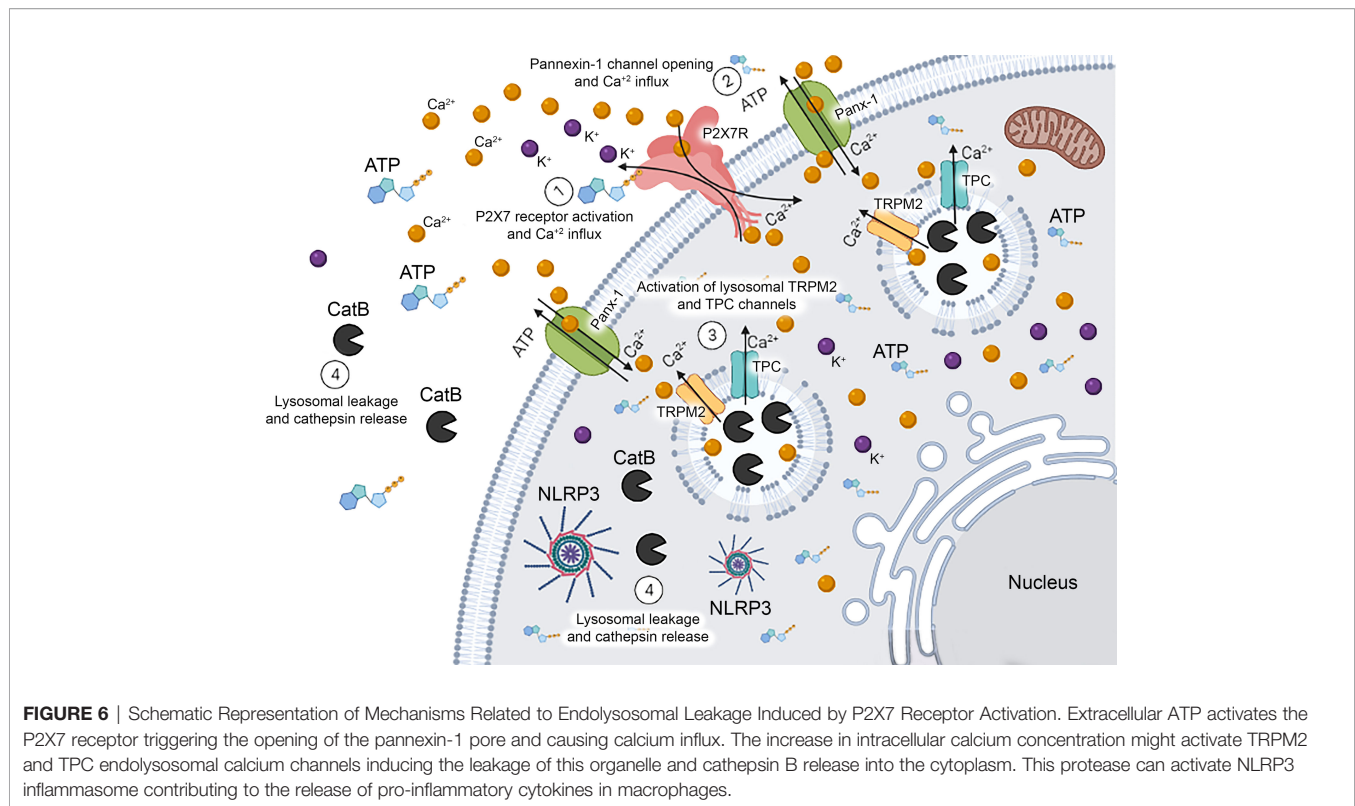 Pannexin-1 channel opening
and Ca+2 influx
2
ATP
Panx-1
Ca2+
Ca2+
Ca2+
K+
K+
K+
P2X7R
ATP
1
P2X7 receptor activation
and Ca+2 influx
Ca2+
Ca2+
Ca2+
TPC
TRPM2
Ca2+
ATP
ATP
Activation of lysosomal TRPM2
and TPC channels
3
Panx-1
ATP
Ca2+
Ca2+
Ca2+
TPC
TRPM2
K+
ATP
CatB
4
Lysosomal leakage
and cathepsin release
CatB
K+
CatB
NLRP3
4
NLRP3
Lysosomal leakage
and cathepsin release
Nucleus
FIGURE 6 | Schematic Representation of Mechanisms Related to Endolysosomal Leakage Induced by P2X7 Receptor Activation. Extracellular ATP activates the
P2X7 receptor triggering the opening of the pannexin-1 pore and causing calcium influx. The increase in intracellular calcium concentration might activate TRPM2
and TPC endolysosomal calcium channels inducing the leakage of this organelle and cathepsin B release into the cytoplasm. This protease can activate NLRP3
inflammasome contributing to the release of pro-inflammatory cytokines in macrophages.